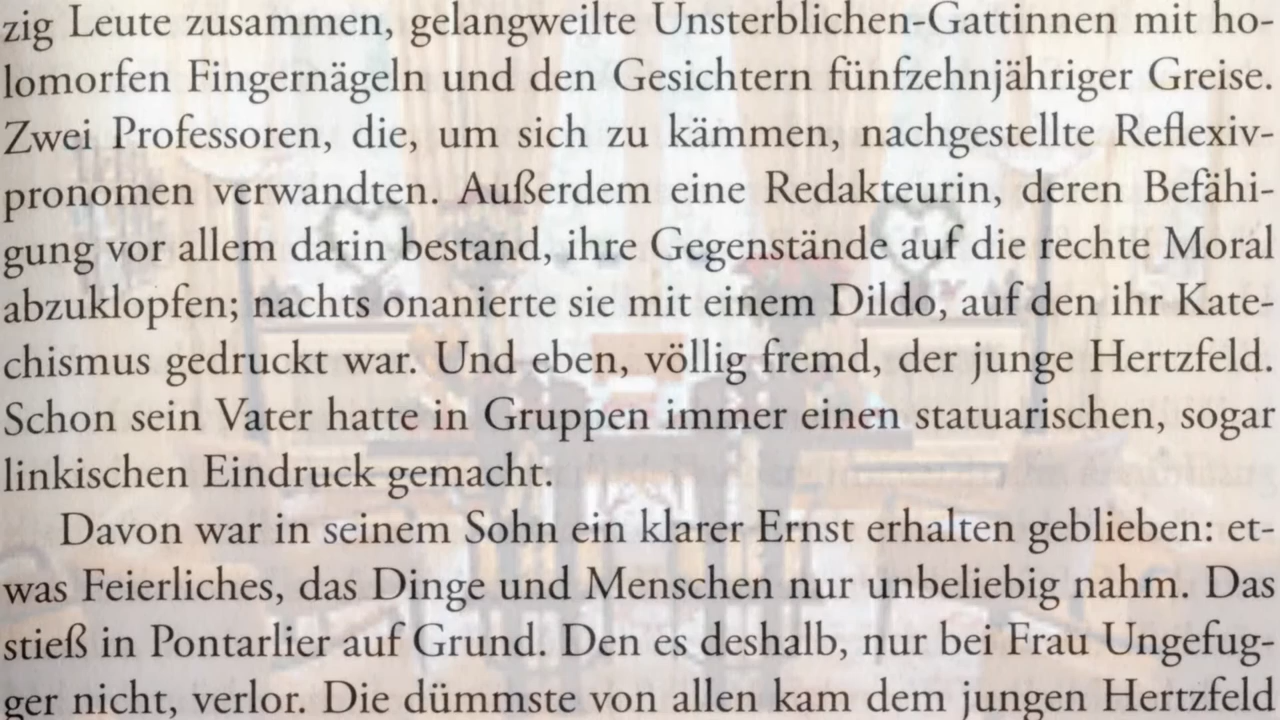 zig Leute zusammen, gelangweilte Unsterblichen-Gattinnen mit ho-
lomorfen Fingernägeln und den Gesichtern fünfzehnjähriger Greise.
Zwei Professoren, die, um sich zu kämmen, nachgestellte Reflexiv-
pronomen verwandten. Außerdem eine Redakteurin, deren Befähi-
gung vor allem darin bestand, ihre Gegenstände auf die rechte Moral
abzuklopfen; nachts onanierte sie mit einem Dildo, auf den ihr Kate-
chismus gedruckt war. Und eben, völlig fremd, der junge Hertzfeld.
Schon sein Vater hatte in Gruppen immer einen statuarischen, sogar
linkischen Eindruck gemacht.
Davon war in seinem Sohn ein klarer Ernst erhalten geblieben: et-
was Feierliches, das Dinge und Menschen nur unbeliebig nahm. Das
stieß in Pontarlier auf Grund. Den es deshalb, nur bei Frau Ungefug-
ger nicht, verlor. Die dümmste von allen kam dem jungen Hertzfeld